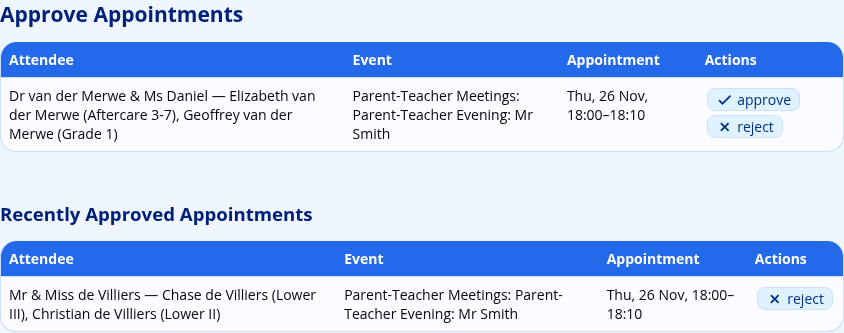 Approve Appointments
Attendee Event Appointment Actions
Dr van der Merwe & Ms Daniel — Elizabeth van Parent-Teacher Meetings: Thu, 26 Nov, approve
der Merwe (Aftercare 3-7), Geoffrey van der Parent-Teacher Evening: Mr 18:00–18:10 reject
Merwe (Grade 1) Smith
Recently Approved Appointments
Attendee Event Appointment Actions
Mr & Miss de Villiers — Chase de Villiers (Lower Parent-Teacher Meetings: Parent- Thu, 26 Nov, 18:00– reject
III), Christian de Villiers (Lower II) Teacher Evening: Mr Smith 18:10